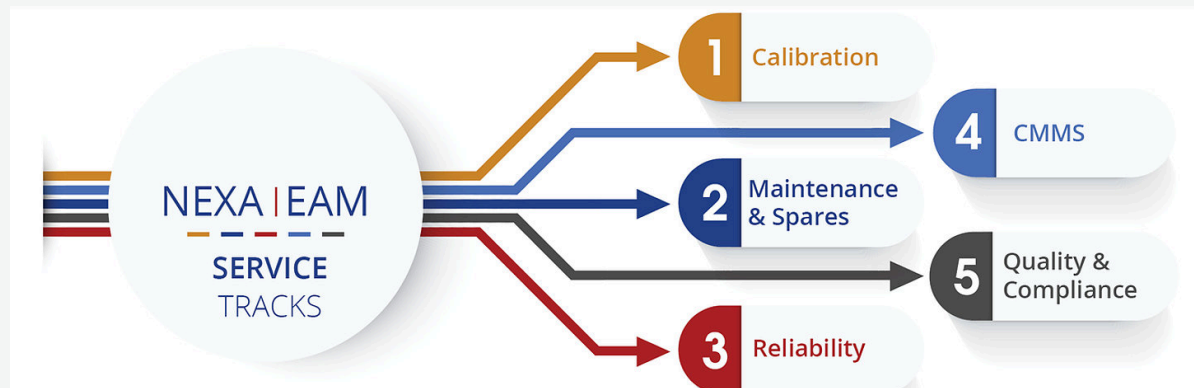 NEXA|EAM
SERVICE
TRACKS
1
Calibration
4
CMMS
2
Maintenance
& Spares
5
Quality &
Compliance
3
Reliability